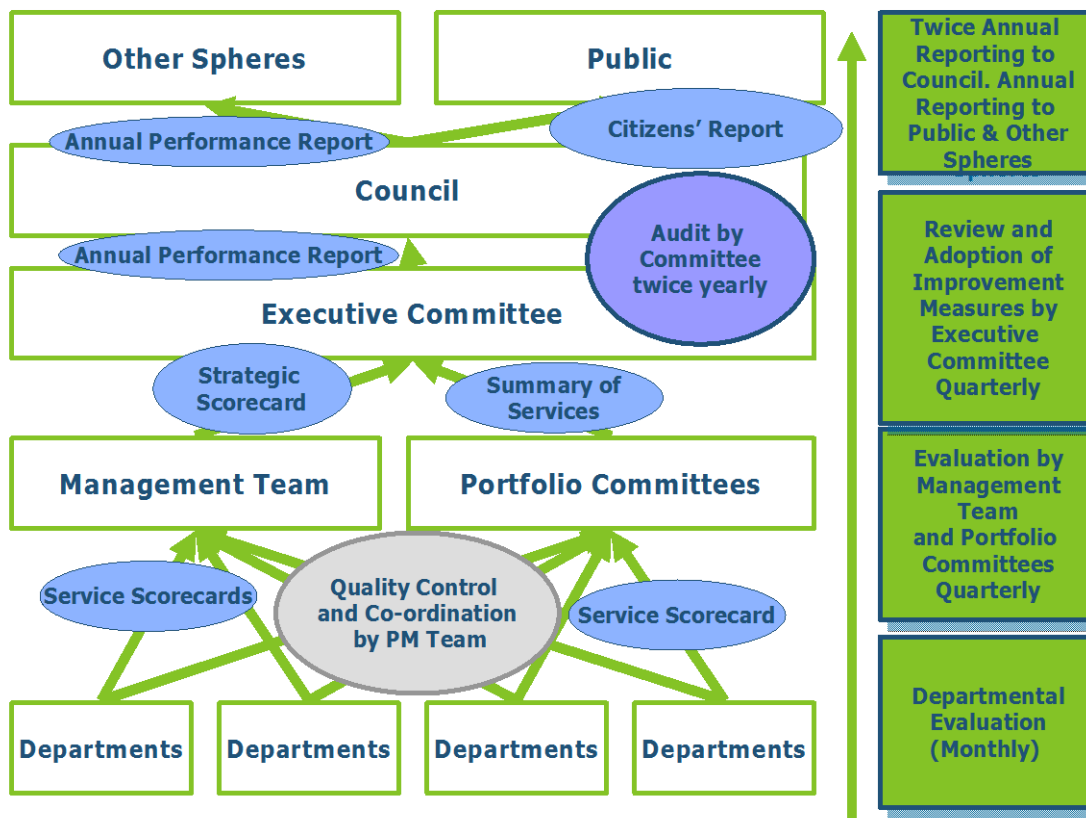 Other Spheres
Public
Annual Performance Report
Citizens’ Report
Council
Annual Performance Report
Audit by
Committee
twice yearly
Executive Committee
Strategic
Scorecard
Summary of
Services
Management Team
Portfolio Committees
Service Scorecards
Quality Control
and Co-ordination
by PM Team
Service Scorecard
Departments
Departments
Departments
Departments
Twice Annual
Reporting to
Council. Annual
Reporting to
Public & Other
Spheres
Review and
Adoption of
Improvement
Measures by
Executive
Committee
Quarterly
Evaluation by
Management
Team
and Portfolio
Committees
Quarterly
Departmental
Evaluation
(Monthly)